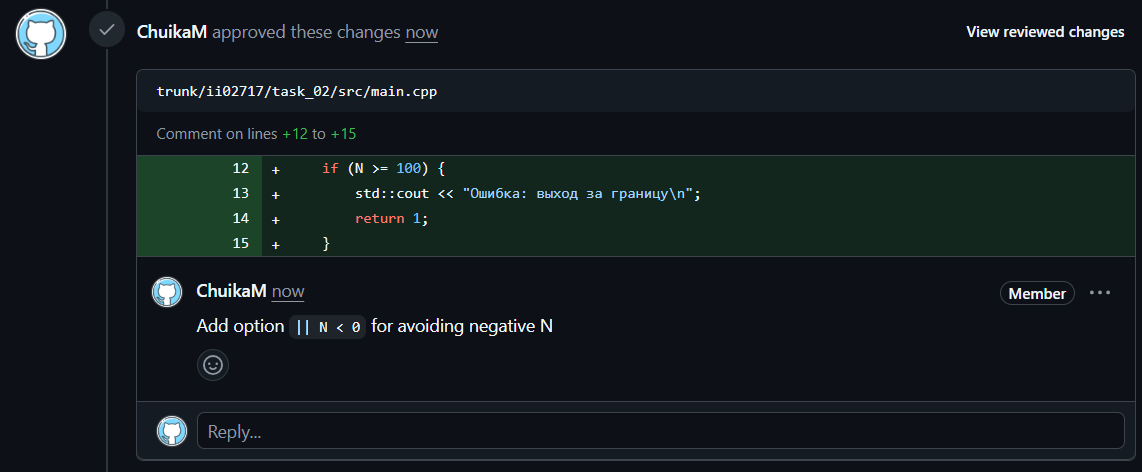 ChuikaM approved these changes now
View reviewed changes
trunk/ii02717/task_02/src/main.cpp
Comment on lines +12 to +15
12 + if (N >= 100) {
13 + std::cout << "Ошибка: выход за границу\n";
14 + return 1;
15 + }
ChuikaM now
Member
Add option || N < 0 for avoiding negative N
Reply...